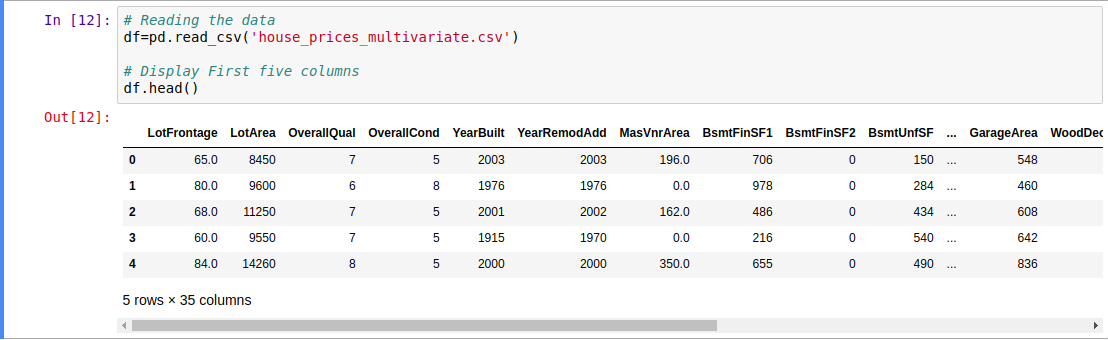 In [12]: # Reading the data
df=pd.read_csv('house_prices_multivariate.csv')
# Display First five columns
df.head()
Out[12]:
LotFrontage LotArea OverallQual OverallCond YearBuilt YearRemodAdd MasVnrArea BsmtFinSF1 BsmtFinSF2 BsmtUnfSF ... GarageArea WoodDec
0 65.0 8450 7 5 2003 2003 196.0 706 0 150 ... 548
1 80.0 9600 6 8 1976 1976 0.0 978 0 284 ... 460
2 68.0 11250 7 5 2001 2002 162.0 486 0 434 ... 608
3 60.0 9550 7 5 1915 1970 0.0 216 0 540 ... 642
4 84.0 14260 8 5 2000 2000 350.0 655 0 490 ... 836
5 rows × 35 columns